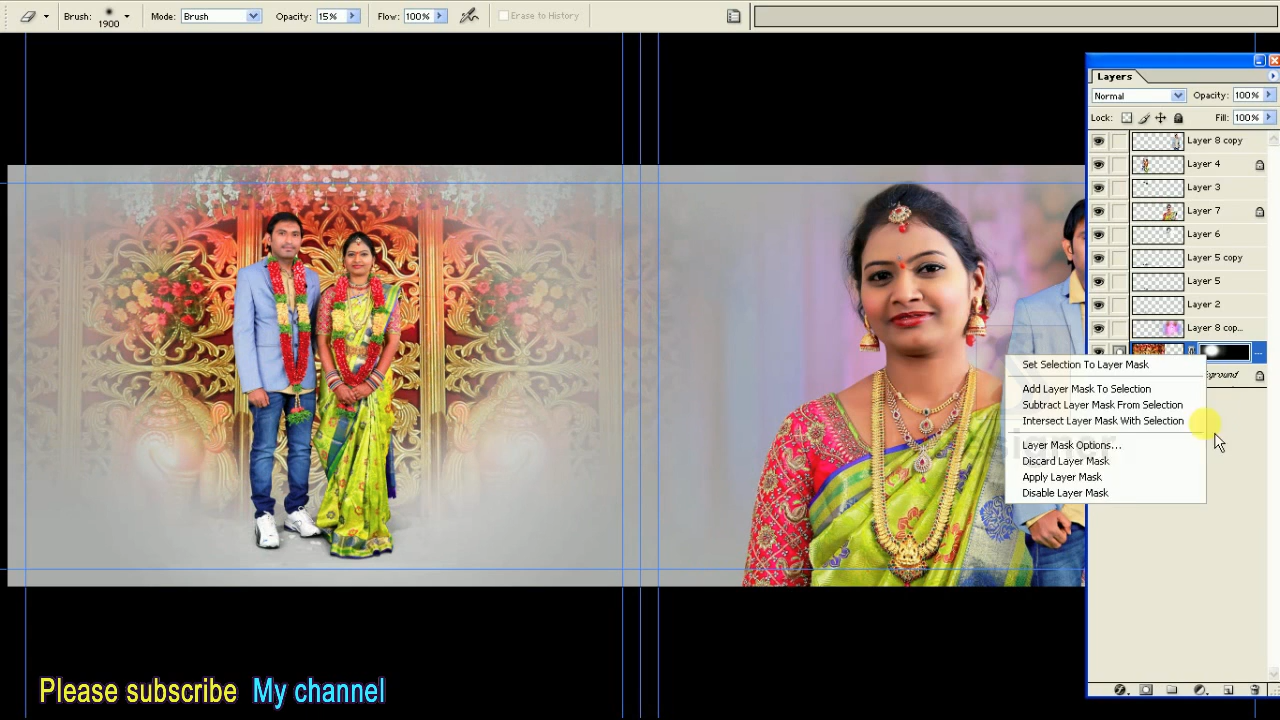 Brush: 1900 Mode: Brush Opacity: 15% Flow: 100% Erase to History
Layers
Normal Opacity: 100%
Lock: Fill: 100%
Layer 8 copy
Layer 4
Layer 3
Layer 7
Layer 6
Layer 5 copy
Layer 5
Layer 2
Layer 8 cop...
...
Set Selection To Layer Mask
Add Layer Mask To Selection
Subtract Layer Mask From Selection
Intersect Layer Mask With Selection
Layer Mask Options...
Discard Layer Mask
Apply Layer Mask
Disable Layer Mask
Please subscribe My channel